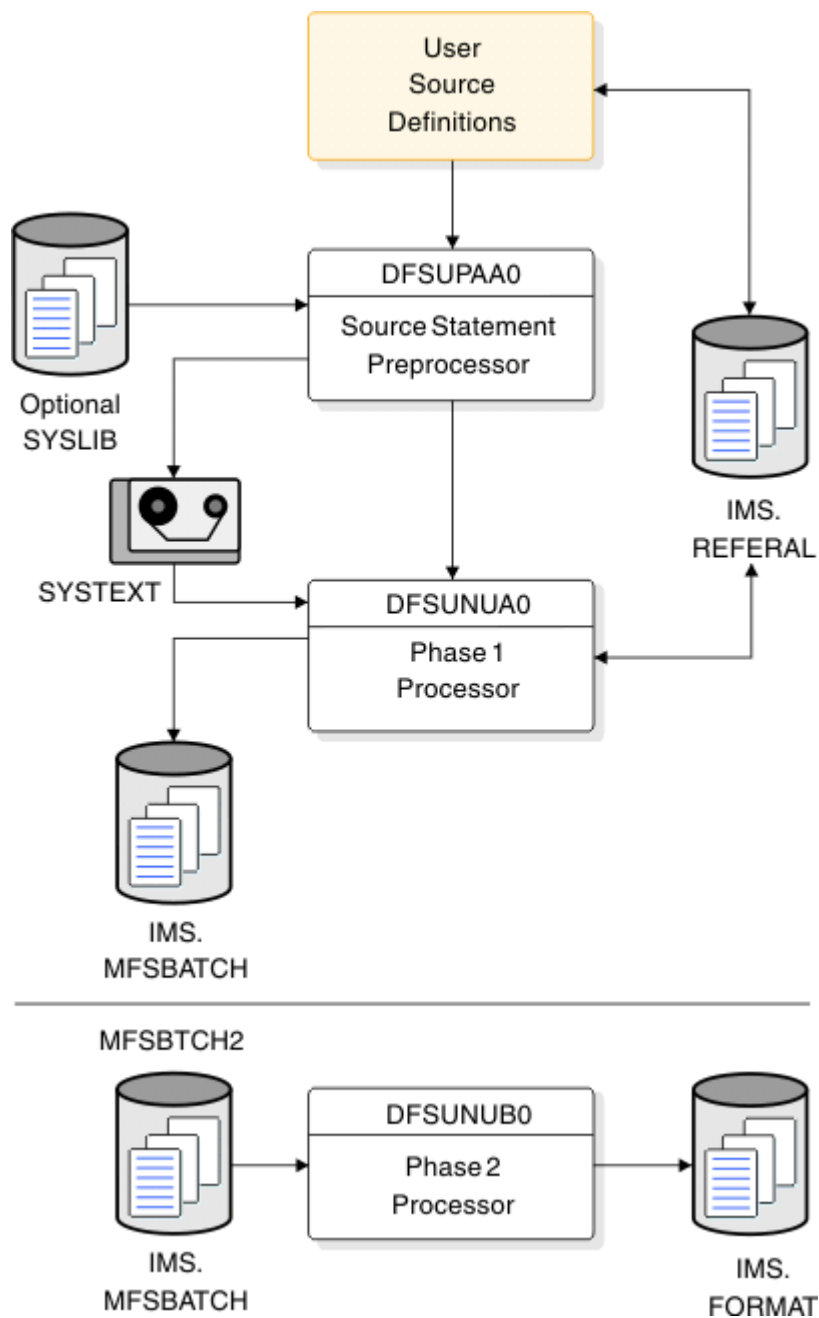 User
Source
Definitions
DFSUPAA0
Source Statement
Preprocessor
Optional
SYSLIB
IMS.
REFERAL
SYSTEXT
DFSUNUA0
Phase 1
Processor
IMS.
MFSBATCH
MFSBTCH2
DFSUNUB0
Phase 2
Processor
IMS.
MFSBATCH
IMS.
FORMAT